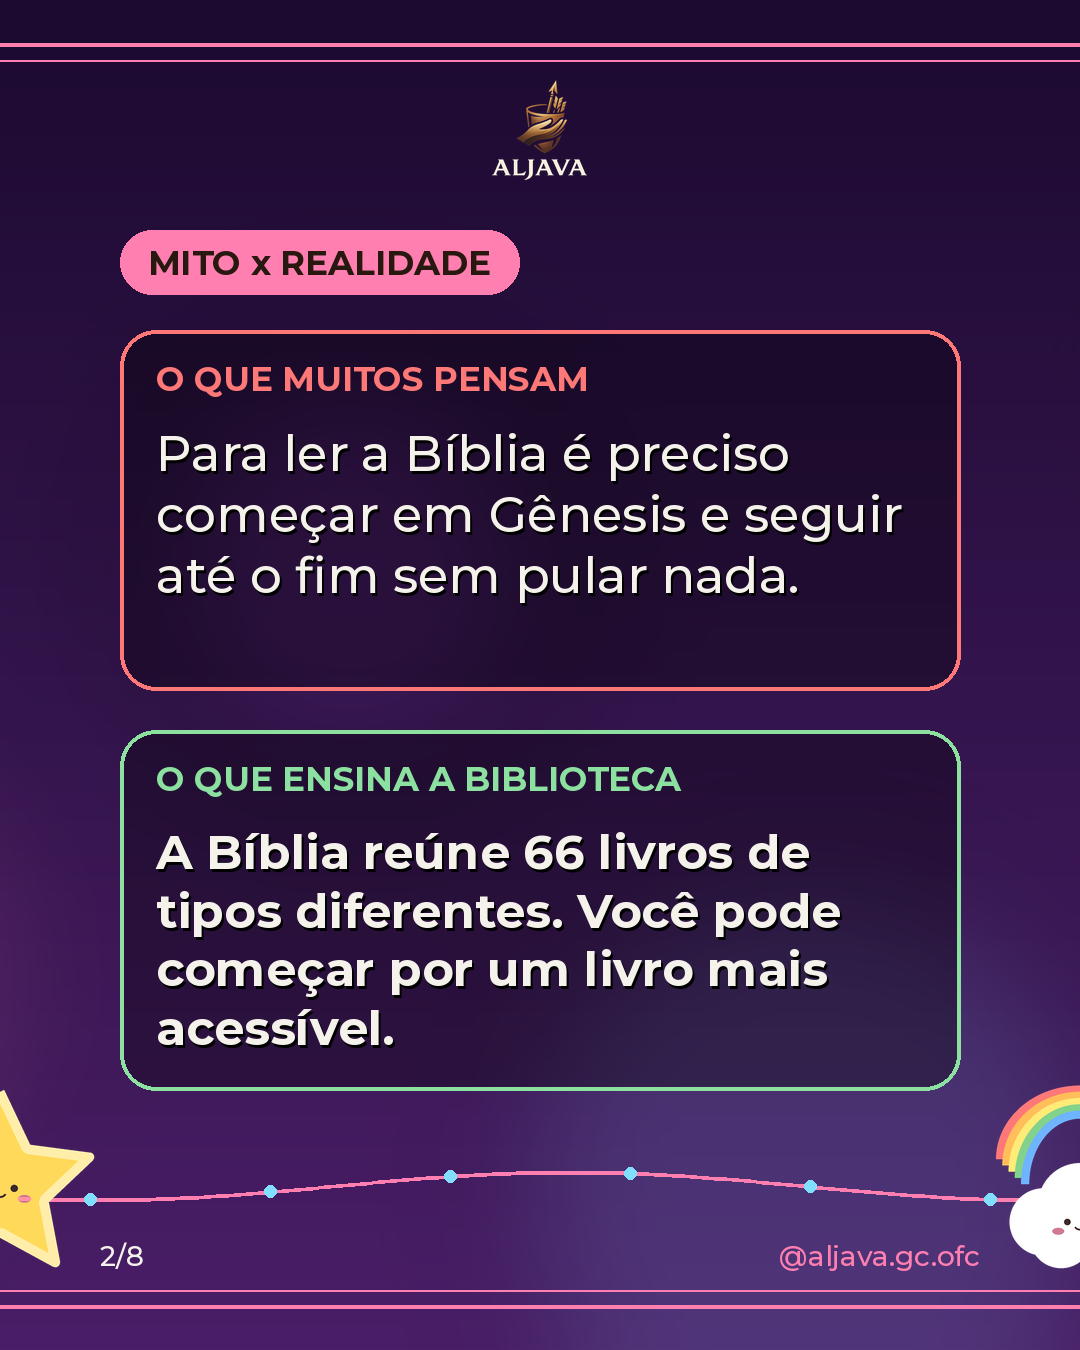 ALJAVA
MITO x REALIDADE
O QUE MUITOS PENSAM
Para ler a Bíblia é preciso
começar em Gênesis e seguir
até o fim sem pular nada.
O QUE ENSINA A BIBLIOTECA
A Bíblia reúne 66 livros de
tipos diferentes. Você pode
começar por um livro mais
acessível.
2/8
@aljava.gc.ofc